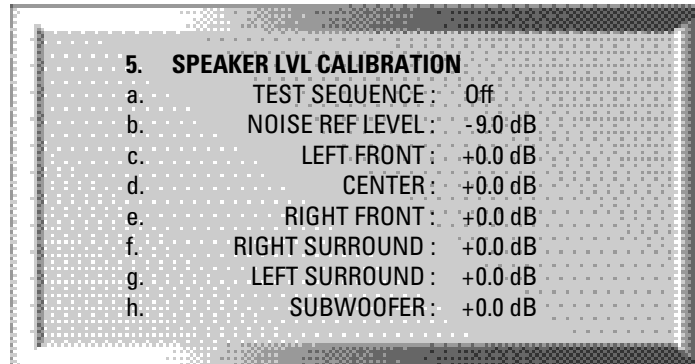 5. SPEAKER LVL CALIBRATION
a. TEST SEQUENCE : Off
b. NOISE REF LEVEL : -9.0 dB
c. LEFT FRONT : +0.0 dB
d. CENTER : +0.0 dB
e. RIGHT FRONT : +0.0 dB
f. RIGHT SURROUND : +0.0 dB
g. LEFT SURROUND : +0.0 dB
h. SUBWOOFER : +0.0 dB